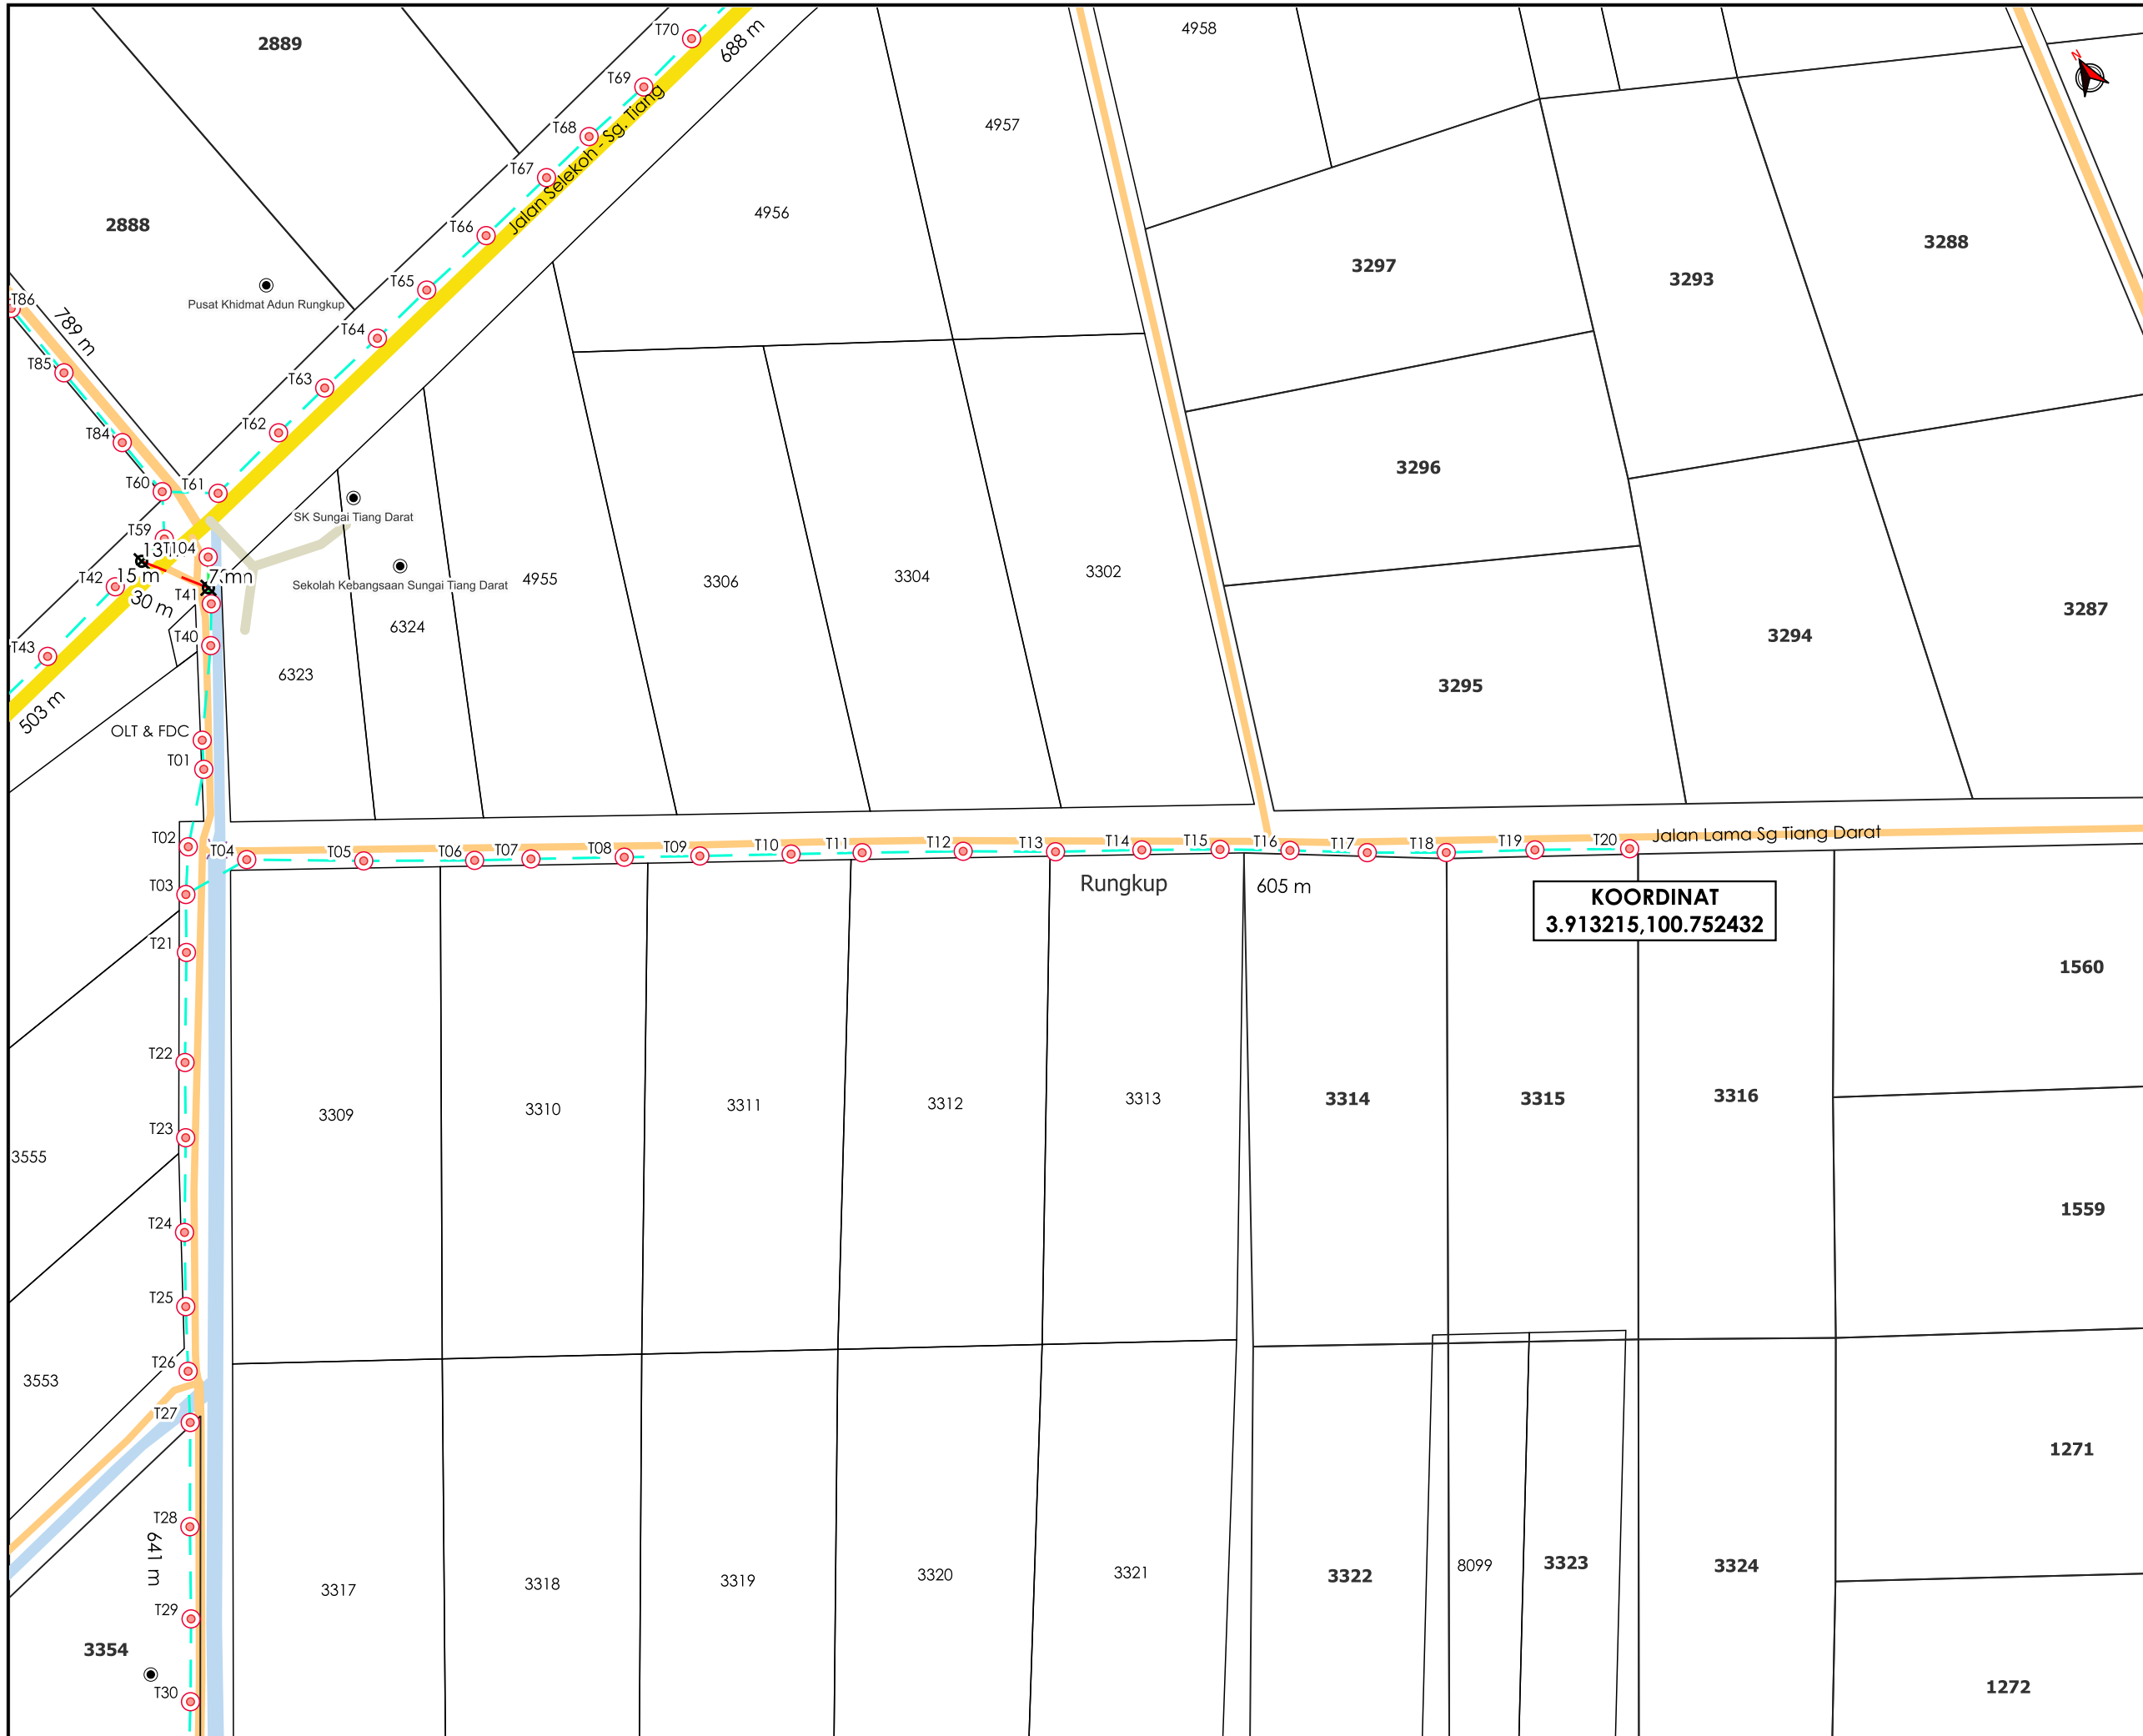 2889
T70
688 m
4958
N
T69
Jalan Selekoh - Sg. Tiang
T68
4957
T67
4956
2888
T66
3297
3293
3288
T65
Pusat Khidmat Adun Rungkup
T86
789 m
T64
T85
T63
T62
T84
3296
T60
T61
SK Sungai Tiang Darat
T59
T104
15 m
T42
30 m
T41
Sekolah Kebangsaan Sungai Tiang Darat
4955
3306
3304
3302
3287
6324
T40
3294
T43
6323
3295
503 m
OLT & FDC
T01
T02
T04
T05
T06
T07
T08
T09
T10
T11
T12
T13
T14
T15
T16
T17
T18
T19
T20
Jalan Lama Sg Tiang Darat
T03
Rungkup
605 m
KOORDINAT
3.913215,100.752432
T21
1560
T22
3309
3310
3311
3312
3313
3314
3315
3316
T23
3555
T24
1559
T25
T26
3553
T27
1271
T28
641 m
3317
3318
3319
3320
3321
3322
8099
3323
3324
T29
3354
T30
1272